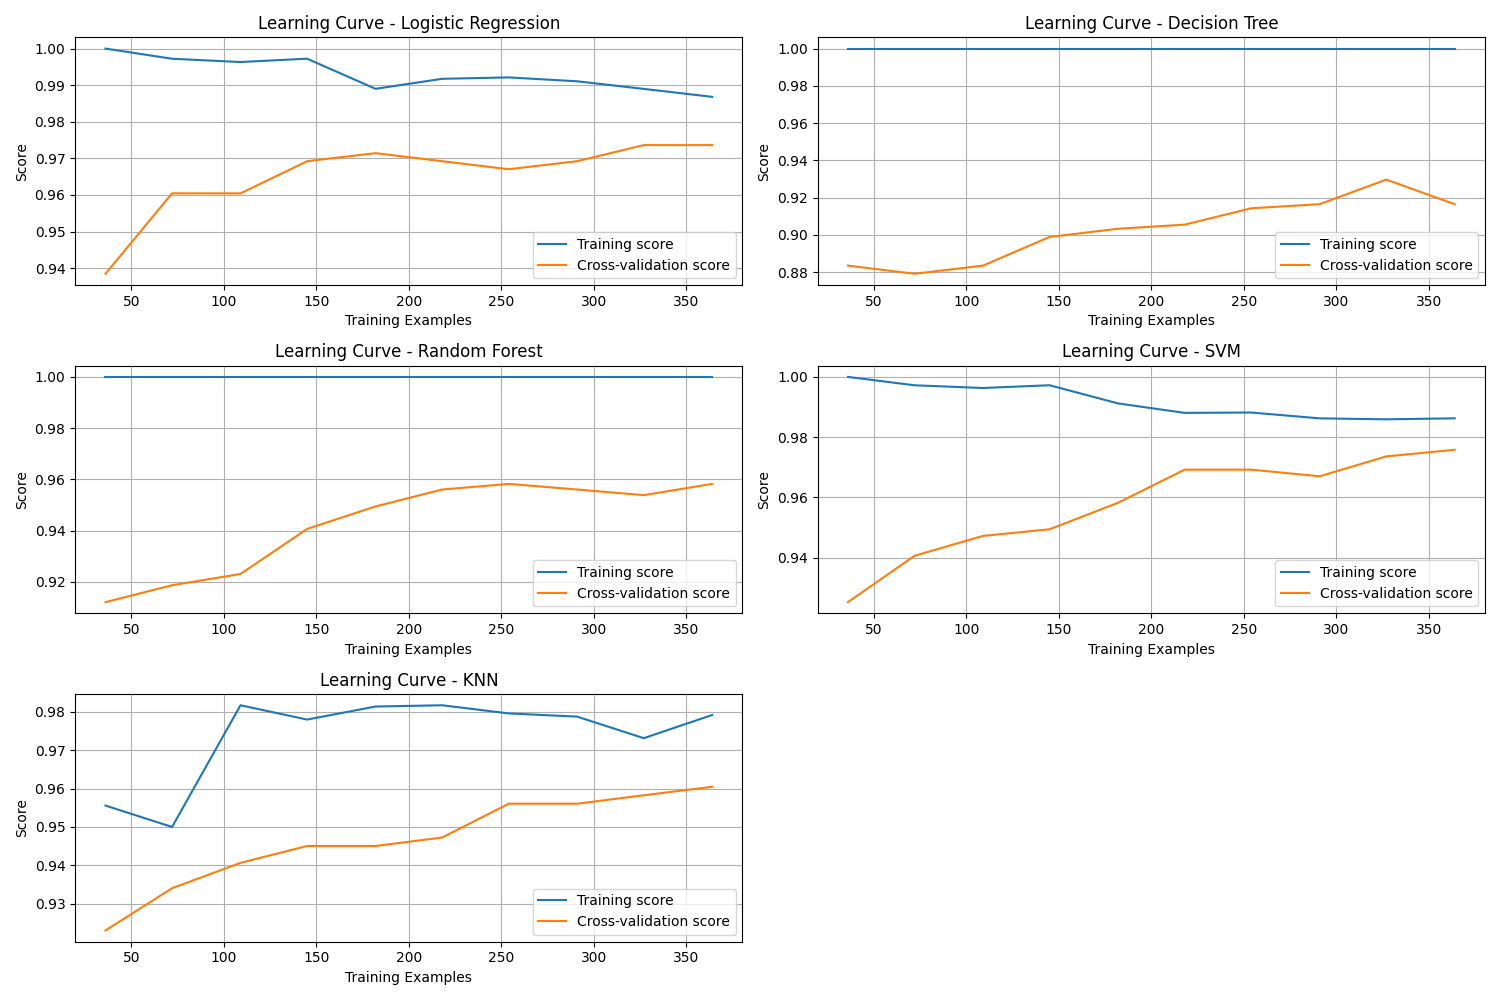 Learning Curve - Logistic Regression
1.00
0.99
0.98
0.97
0.96
0.95
0.94
Score
Training score
Cross-validation score
50 100 150 200 250 300 350
Training Examples
Learning Curve - Decision Tree
1.00
0.98
0.96
0.94
0.92
0.90
0.88
Score
Training score
Cross-validation score
50 100 150 200 250 300 350
Training Examples
Learning Curve - Random Forest
1.00
0.98
0.96
0.94
0.92
Score
Training score
Cross-validation score
50 100 150 200 250 300 350
Training Examples
Learning Curve - SVM
1.00
0.98
0.96
0.94
Score
Training score
Cross-validation score
50 100 150 200 250 300 350
Training Examples
Learning Curve - KNN
0.98
0.97
0.96
0.95
0.94
0.93
Score
Training score
Cross-validation score
50 100 150 200 250 300 350
Training Examples